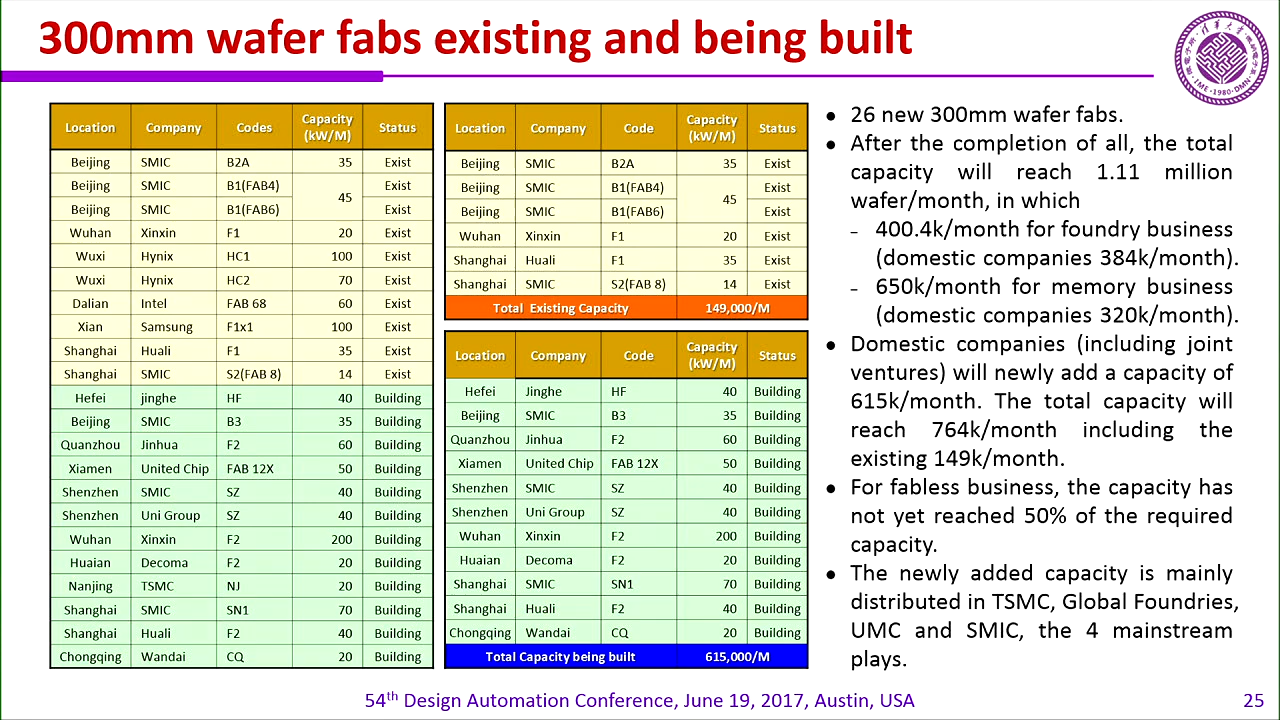 300mm wafer fabs existing and being built
Location Company Codes Capacity (kW/M) Status
Beijing SMIC B2A 35 Exist
Beijing SMIC B1(FAB4) 45 Exist
Beijing SMIC B1(FAB6) Exist
Wuhan Xinxin F1 20 Exist
Wuxi Hynix HC1 100 Exist
Wuxi Hynix HC2 70 Exist
Dalian Intel FAB 68 60 Exist
Xian Samsung F1x1 100 Exist
Shanghai Huali F1 35 Exist
Shanghai SMIC S2(FAB 8) 14 Exist
Hefei jinghe HF 40 Building
Beijing SMIC B3 35 Building
Quanzhou Jinhua F2 60 Building
Xiamen United Chip FAB 12X 50 Building
Shenzhen SMIC SZ 40 Building
Shenzhen Uni Group SZ 40 Building
Wuhan Xinxin F2 200 Building
Huaian Decoma F2 20 Building
Nanjing TSMC NJ 20 Building
Shanghai SMIC SN1 70 Building
Shanghai Huali F2 40 Building
Chongqing Wandai CQ 20 Building
Location Company Code Capacity (kW/M) Status
Beijing SMIC B2A 35 Exist
Beijing SMIC B1(FAB4) 45 Exist
Beijing SMIC B1(FAB6) Exist
Wuhan Xinxin F1 20 Exist
Shanghai Huali F1 35 Exist
Shanghai SMIC S2(FAB 8) 14 Exist
Total Existing Capacity 149,000/M
Location Company Code Capacity (kW/M) Status
Hefei Jinghe HF 40 Building
Beijing SMIC B3 35 Building
Quanzhou Jinhua F2 60 Building
Xiamen United Chip FAB 12X 50 Building
Shenzhen SMIC SZ 40 Building
Shenzhen Uni Group SZ 40 Building
Wuhan Xinxin F2 200 Building
Huaian Decoma F2 20 Building
Shanghai SMIC SN1 70 Building
Shanghai Huali F2 40 Building
Chongqing Wandai CQ 20 Building
Total Capacity being built 615,000/M
● 26 new 300mm wafer fabs.
● After the completion of all, the total
capacity will reach 1.11 million
wafer/month, in which
– 400.4k/month for foundry business
(domestic companies 384k/month).
– 650k/month for memory business
(domestic companies 320k/month).
● Domestic companies (including joint
ventures) will newly add a capacity of
615k/month. The total capacity will
reach 764k/month including the
existing 149k/month.
● For fabless business, the capacity has
not yet reached 50% of the required
capacity.
● The newly added capacity is mainly
distributed in TSMC, Global Foundries,
UMC and SMIC, the 4 mainstream
plays.
·IME·1980·DMN·
54th Design Automation Conference, June 19, 2017, Austin, USA
25